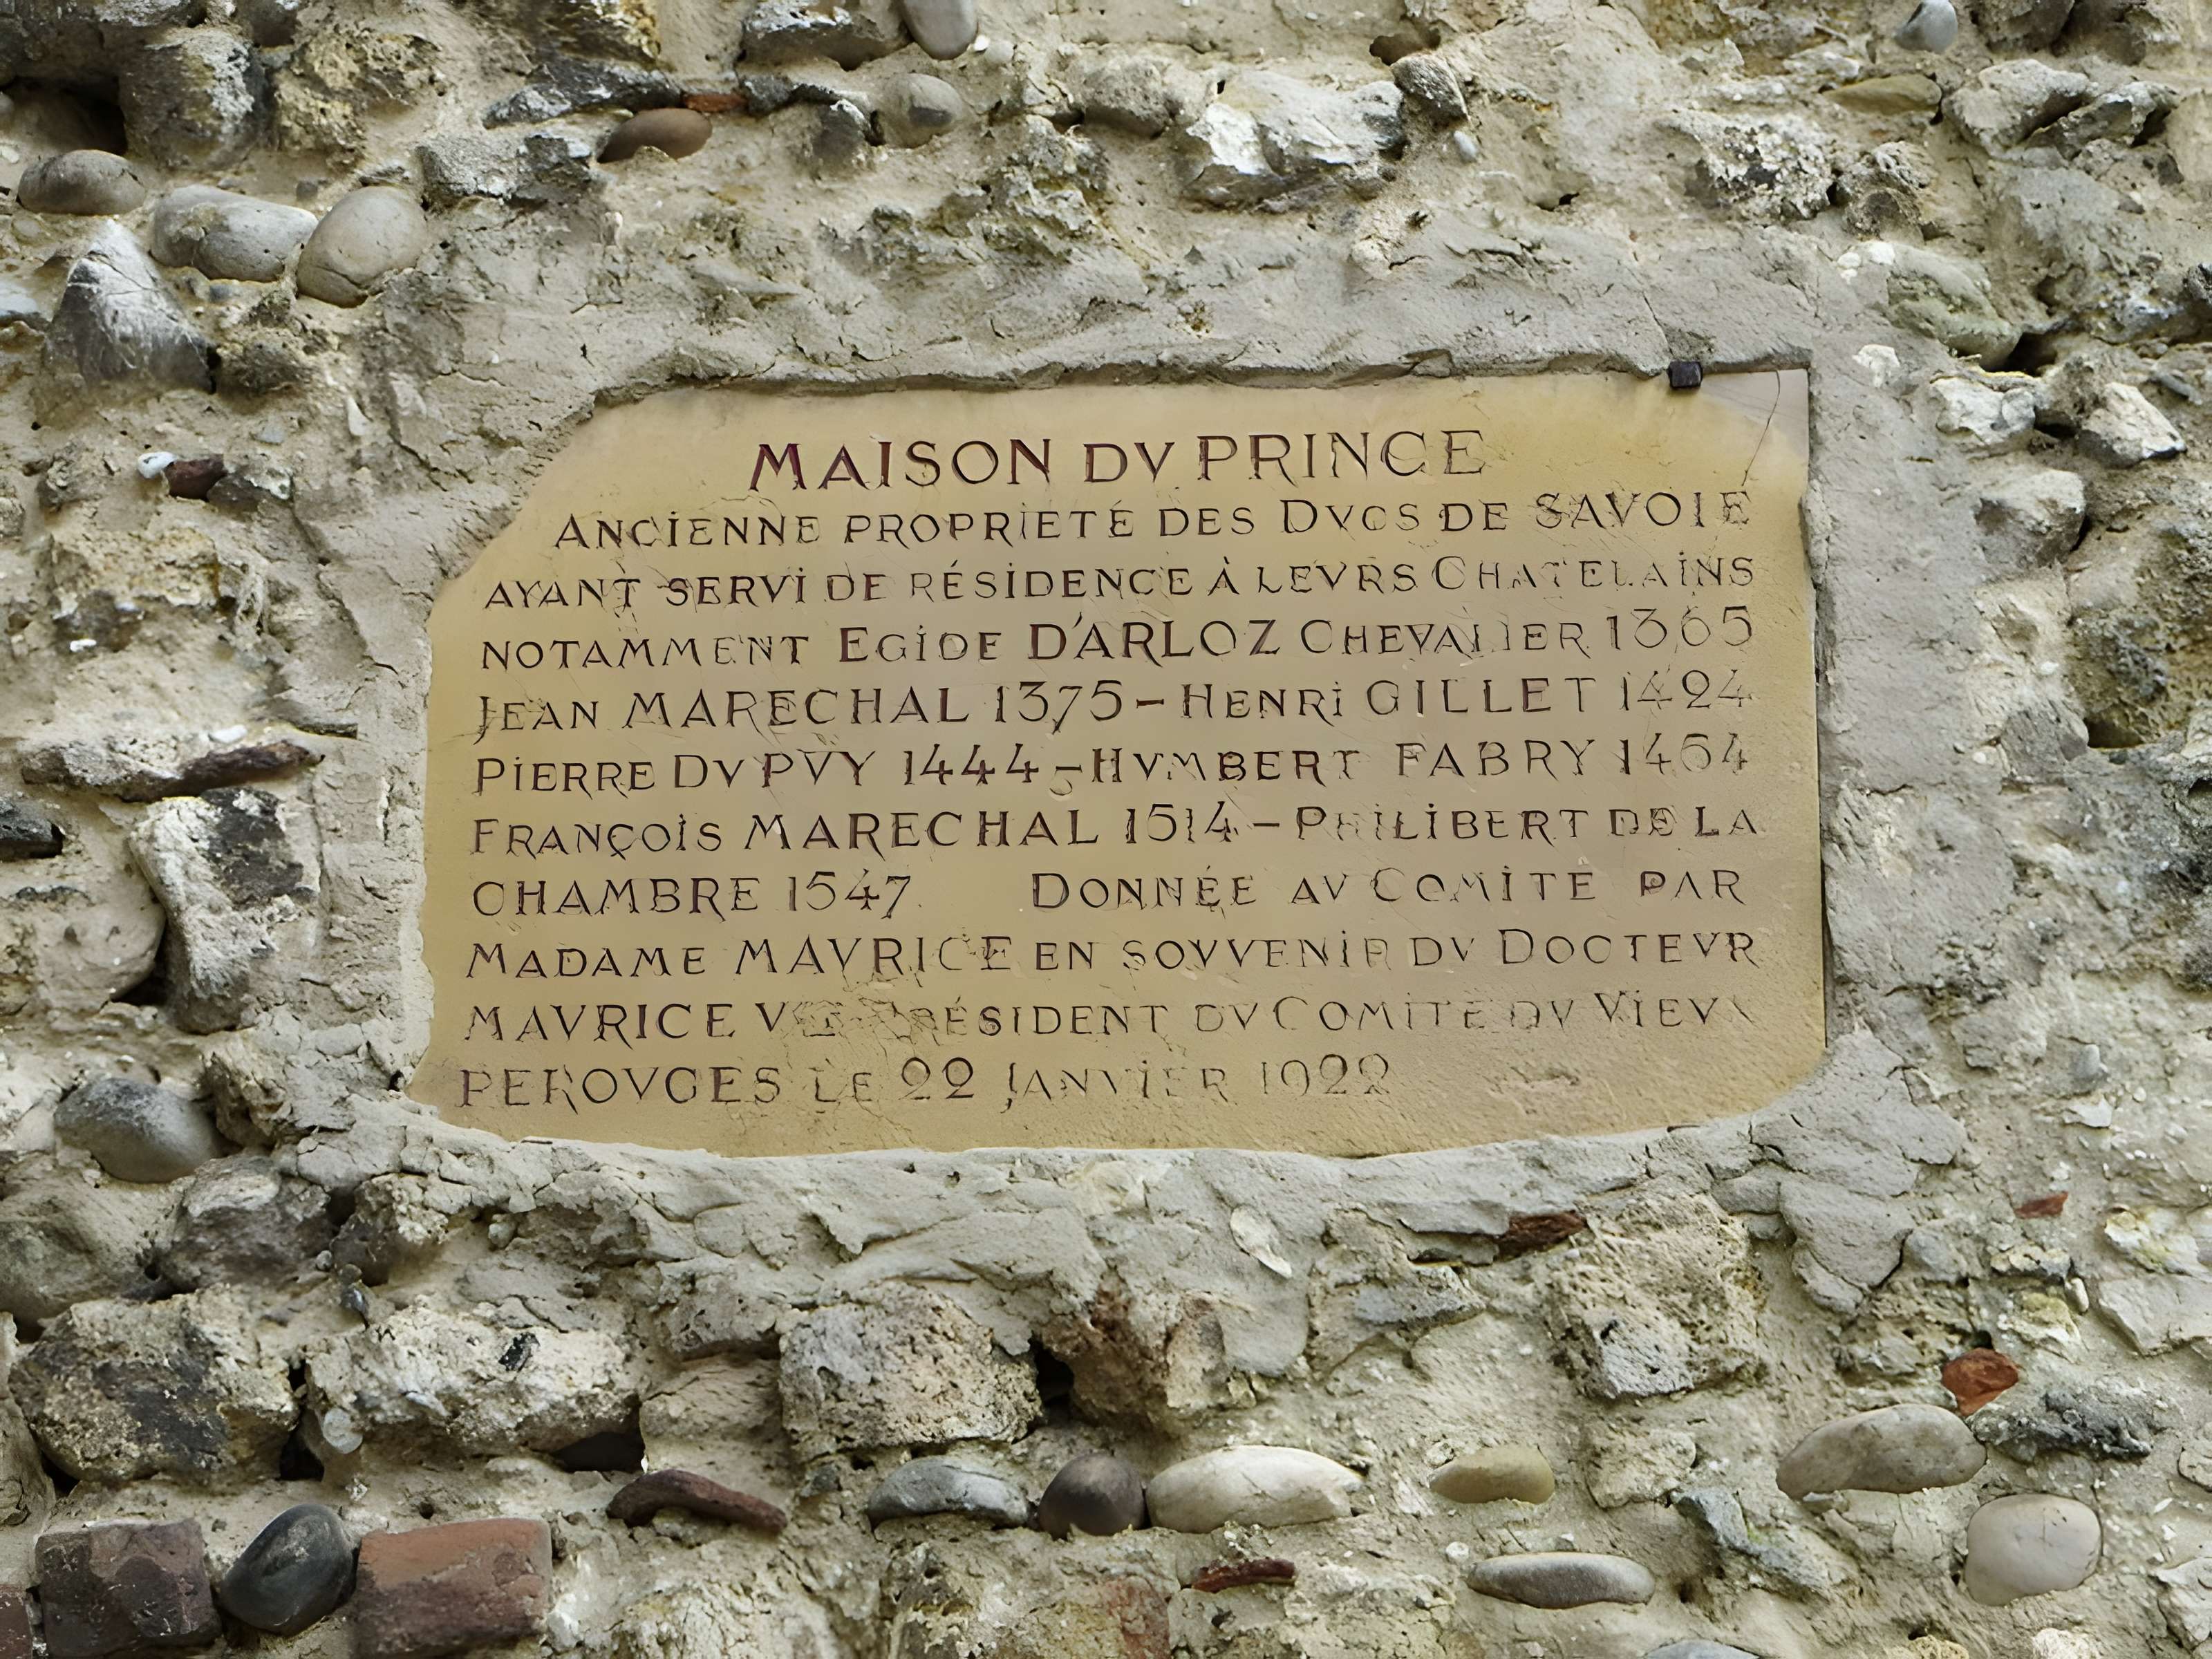 MAISON DV PRINCE
ANCIENNE PROPRIETÉ DES DVCS DE SAVOIE
AYANT SERVI DE RÉSIDENCE À LEVRS CHATELAINS
NOTAMMENT EGIDE D'ARLOZ CHEVALIER 1365
JEAN MARECHAL 1375 - HENRI GILLET 1424
PIERRE DV PVY 1444 - HVMBERT FABRY 1464
FRANÇOIS MARECHAL 1514 - PHILIBERT DE LA
CHAMBRE 1547 DONNÉE AV COMITÉ PAR
MADAME MAVRICE EN SOVVENIR DV DOCTEVR
MAVRICE PRÉSIDENT DV COMITE DV VIEVX
PEROVGES LE 22 JANVIER 1922